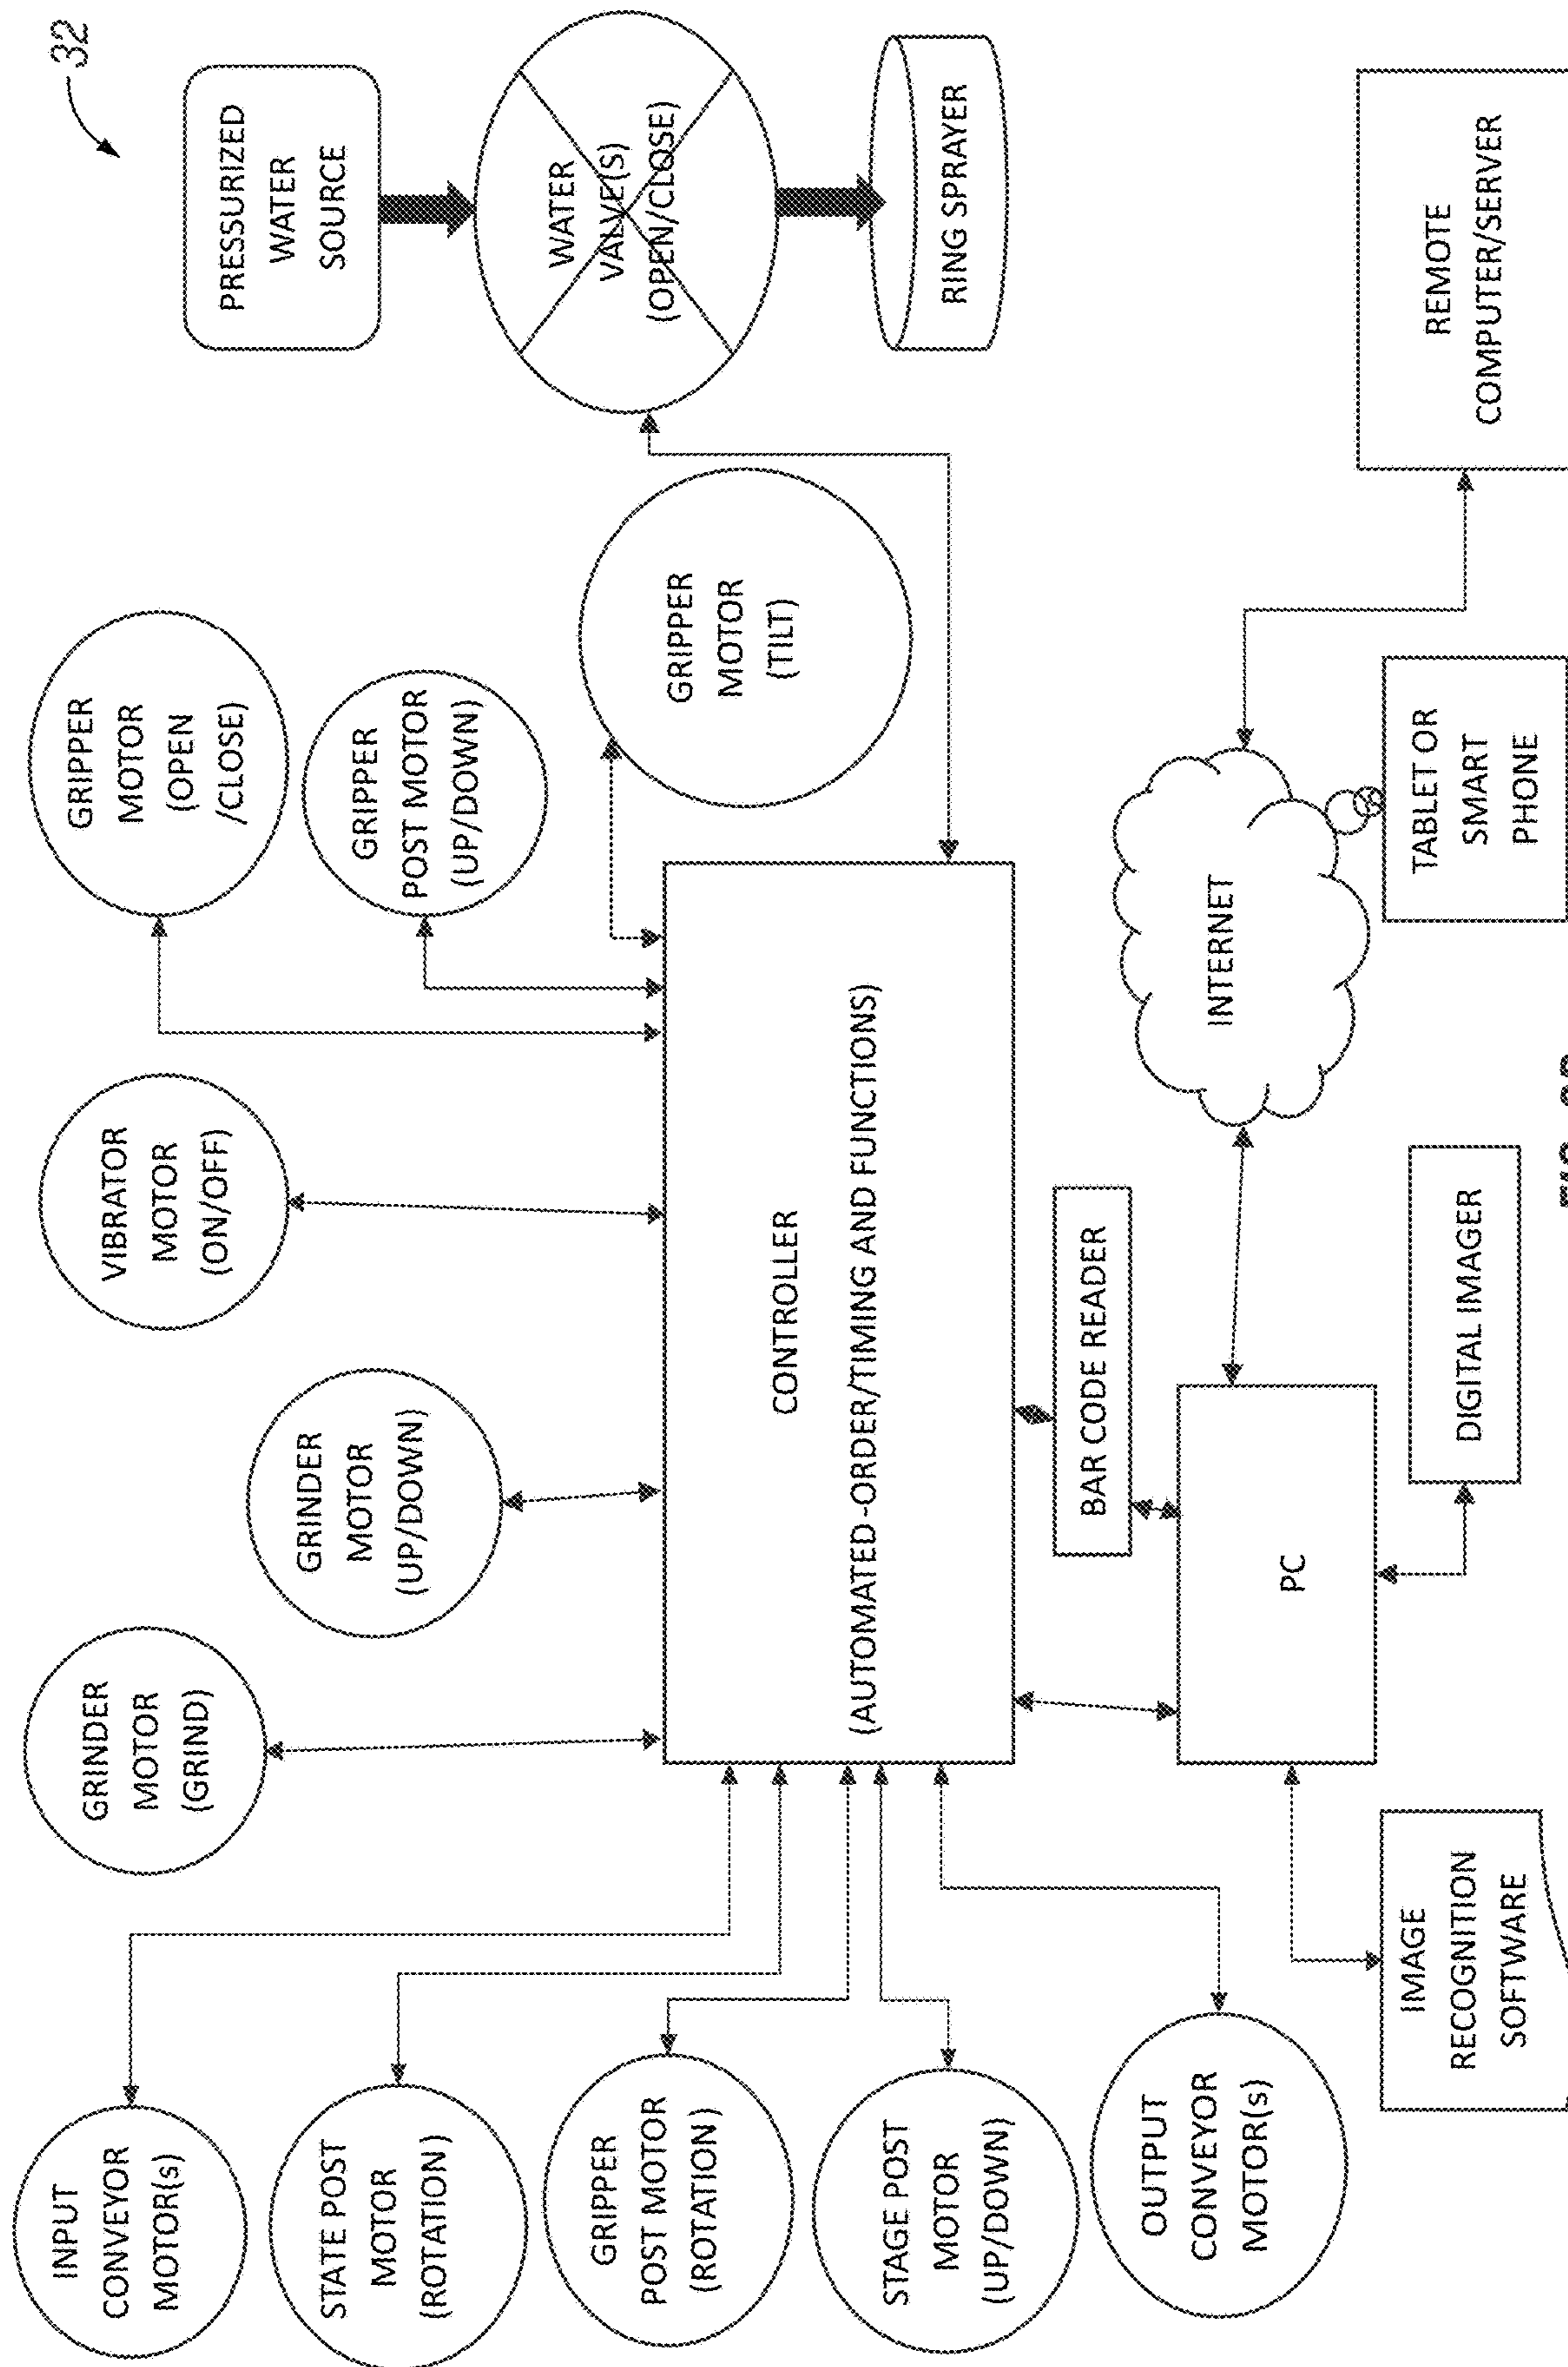 32
PRESSURIZED
WATER
SOURCE
WATER
VALVE(S)
(OPEN/CLOSE)
RING SPRAYER
GRIPPER
MOTOR
(OPEN
/CLOSE)
GRIPPER
POST MOTOR
(UP/DOWN)
GRIPPER
MOTOR
(TILT)
VIBRATOR
MOTOR
(ON/OFF)
GRINDER
MOTOR
(UP/DOWN)
GRINDER
MOTOR
(GRIND)
INPUT
CONVEYOR
MOTOR(s)
STATE POST
MOTOR
(ROTATION)
GRIPPER
POST MOTOR
(ROTATION)
STAGE POST
MOTOR
(UP/DOWN)
OUTPUT
CONVEYOR
MOTOR(s)
CONTROLLER
(AUTOMATED-ORDER/TIMING AND FUNCTIONS)
BAR CODE READER
PC
IMAGE
RECOGNITION
SOFTWARE
DIGITAL IMAGER
INTERNET
TABLET OR
SMART
PHONE
REMOTE
COMPUTER/SERVER